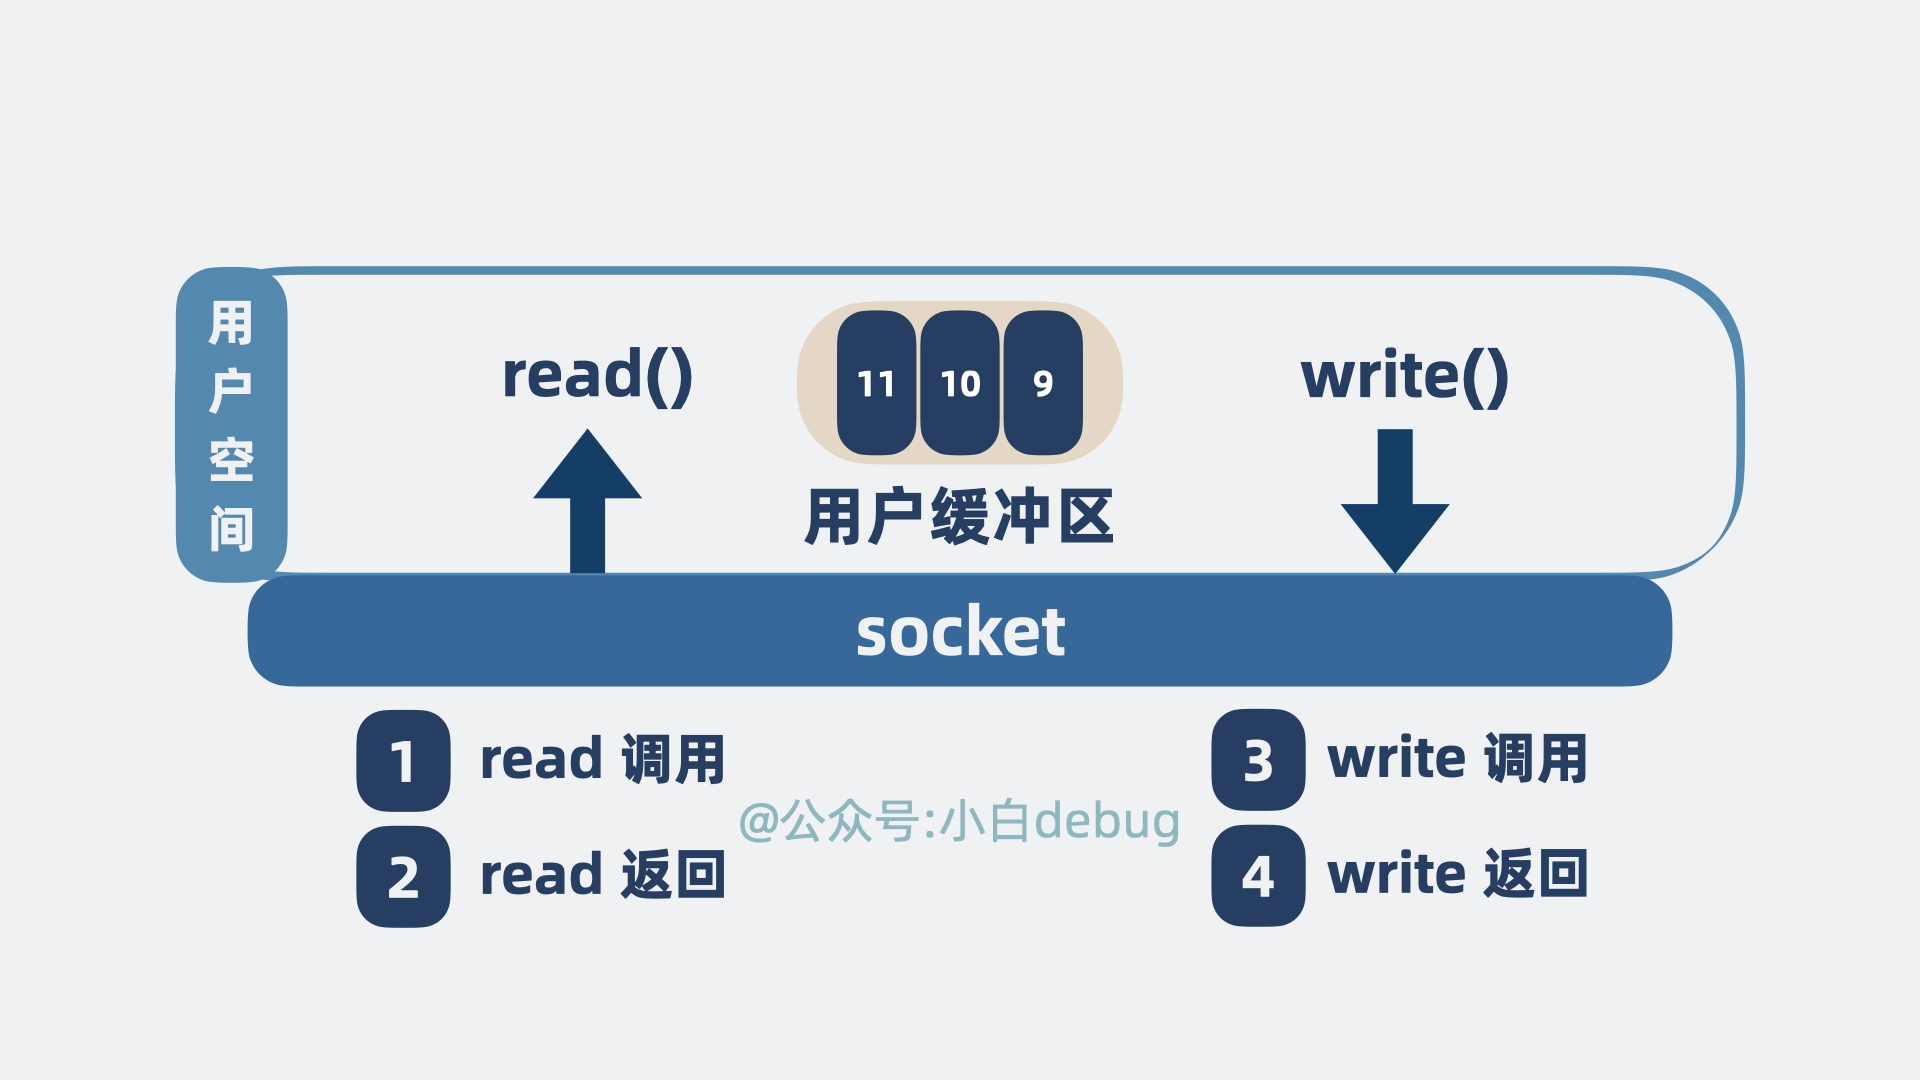 用户空间
read()
11 10 9
write()
用户缓冲区
socket
1 read 调用
2 read 返回
3 write 调用
4 write 返回
@公众号:小白debug